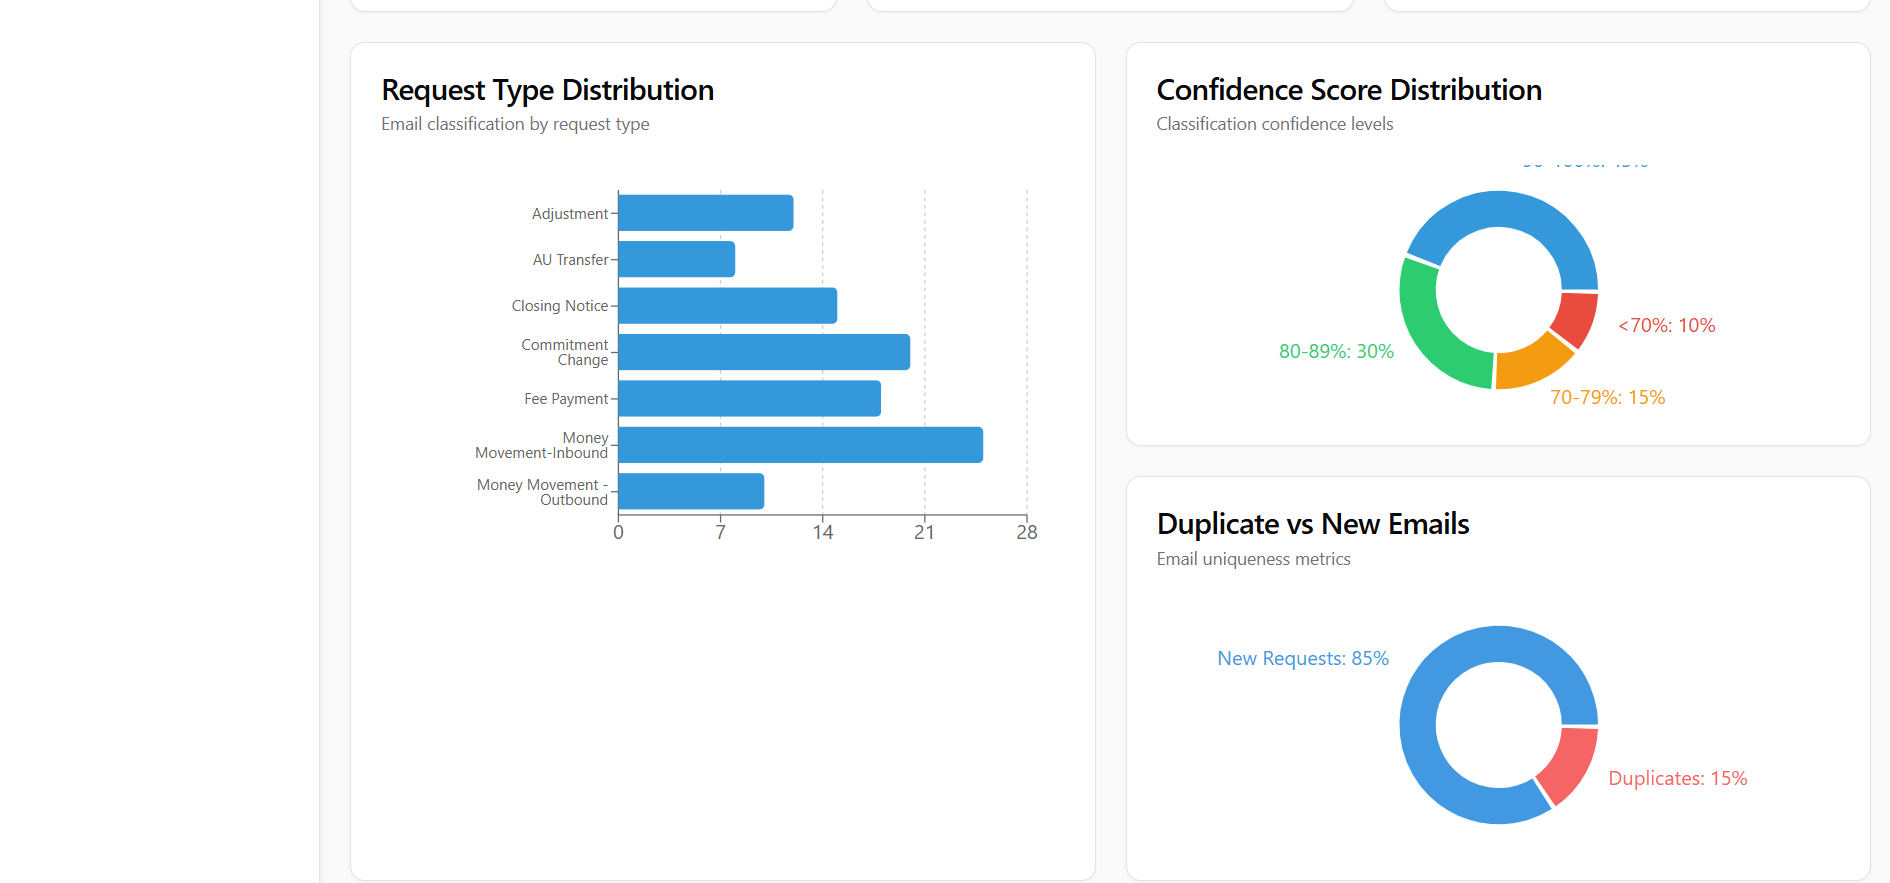 Request Type Distribution
Email classification by request type
Adjustment
AU Transfer
Closing Notice
Commitment
Change
Fee Payment
Money
Movement-Inbound
Money Movement -
Outbound
0 7 14 21 28
Confidence Score Distribution
Classification confidence levels
<70%: 10%
80-89%: 30%
70-79%: 15%
Duplicate vs New Emails
Email uniqueness metrics
New Requests: 85%
Duplicates: 15%